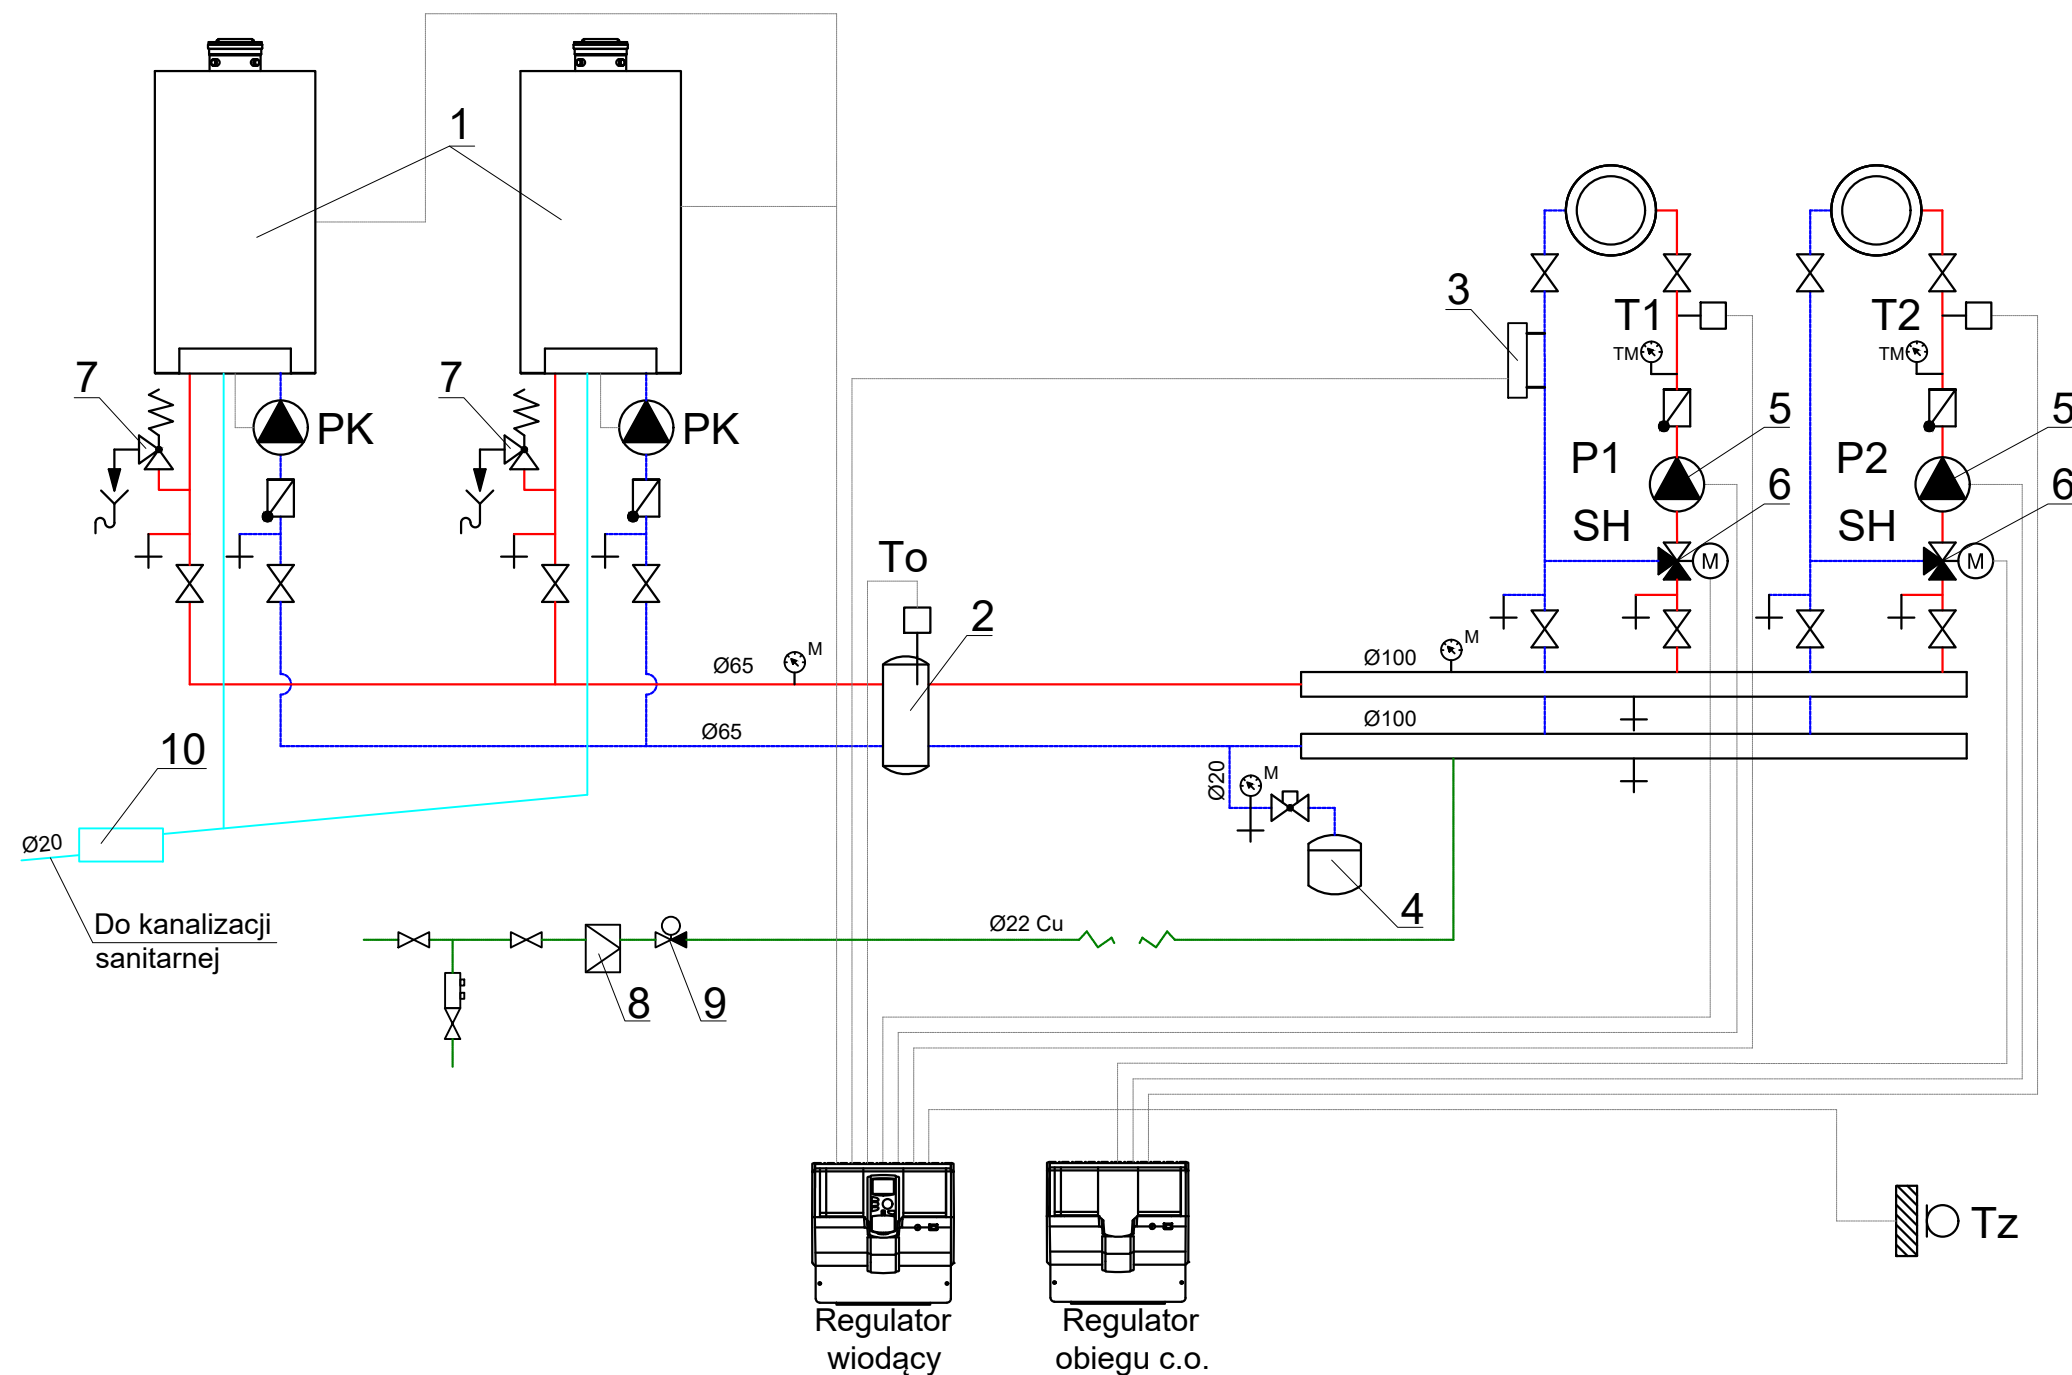 1
3
T1
T2
TM
TM
7
PK
7
PK
5
5
P1
P2
6
6
SH
SH
M
M
To
2
M
M
Ø65
Ø100
Ø65
Ø100
10
Ø20
M
Ø20
4
Do kanalizacji
sanitarnej
Ø22 Cu
8
9
Tz
Regulator
wiodący
Regulator
obiegu c.o.